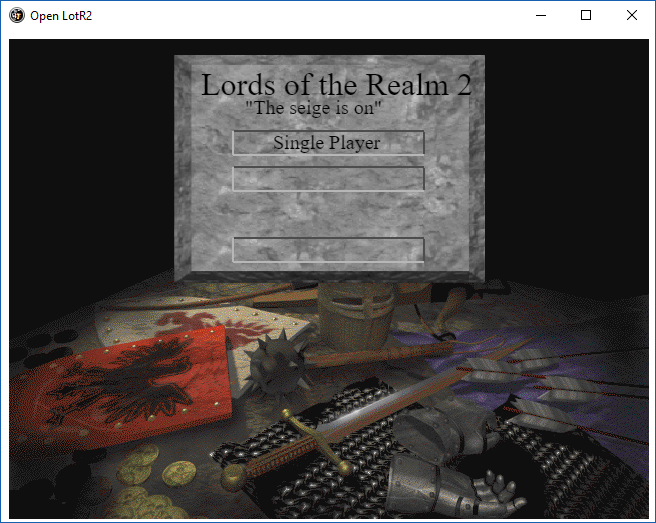 Open LotR2
Lords of the Realm 2
"The seige is on"
Single Player